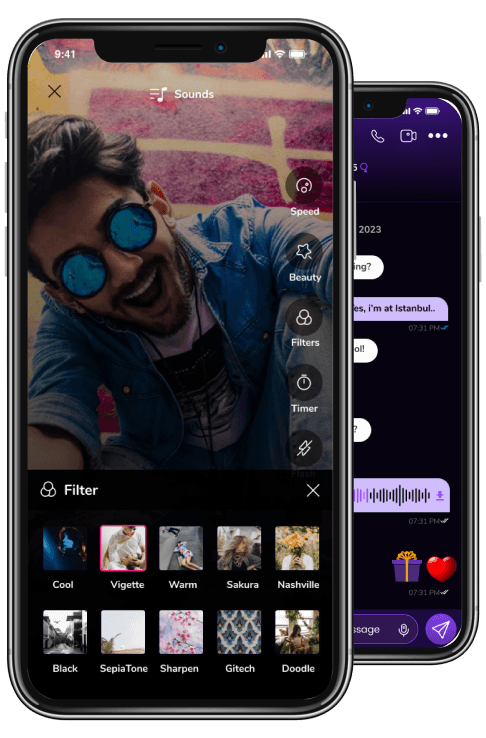 9:41
Sounds
Speed
Beauty
Filters
Timer
Filter
Cool
Vigette
Warm
Sakura
Nashville
Black
SepiaTone
Sharpen
Gitech
Doodle
5
2023
ing?
es, i'm at Istanbul..
07:31 PM
ol!
?
07:31 PM
07:31 PM
ssage